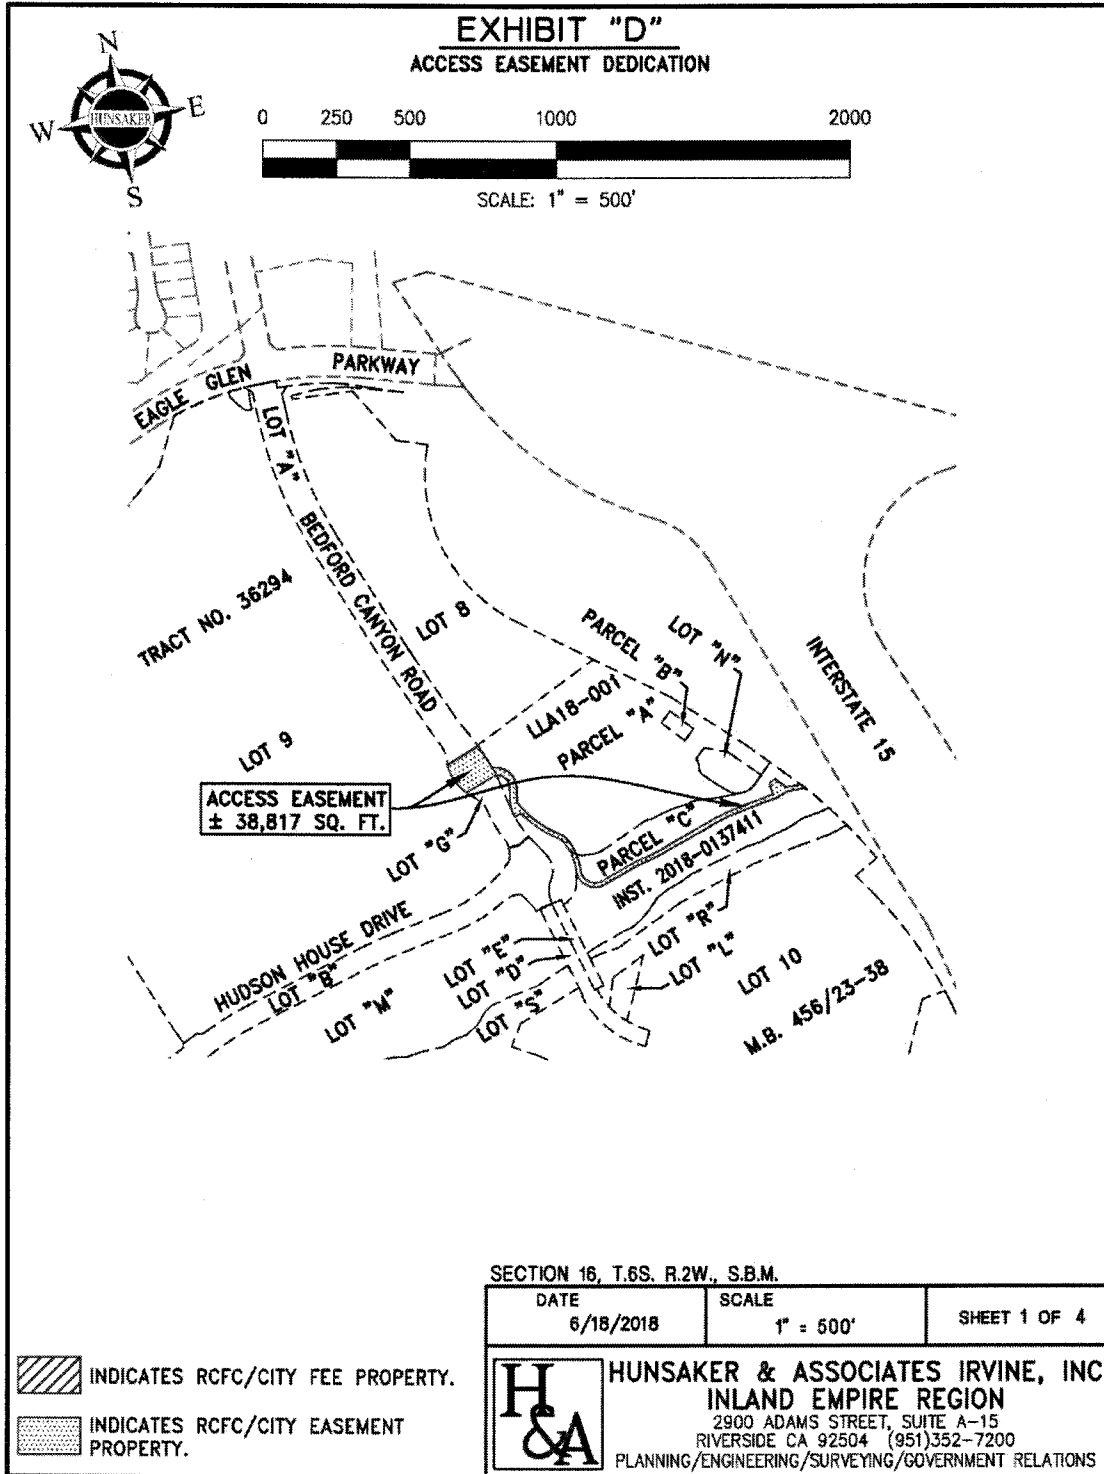 EXHIBIT "D"
ACCESS EASEMENT DEDICATION
N
E
HUNSAKER
W
S
0 250 500 1000 2000
SCALE: 1" = 500'
EAGLE GLEN PARKWAY
LOT "A"
BEDFORD CANYON ROAD
TRACT NO. 36294
LOT 8
PARCEL "B"
LOT "N"
INTERSTATE 15
LLA18-001
PARCEL "A"
LOT 9
ACCESS EASEMENT
± 38,817 SQ. FT.
LOT "G"
PARCEL "C"
INST. 2018-0137411
HUDSON HOUSE DRIVE
LOT "B"
LOT "M"
LOT "E"
LOT "D"
LOT "S"
LOT "R"
LOT "L"
LOT 10
M.B. 456/23-38
SECTION 16, T.6S. R.2W., S.B.M.
DATE
6/18/2018
SCALE
1" = 500'
SHEET 1 OF 4
INDICATES RCFC/CITY FEE PROPERTY.
INDICATES RCFC/CITY EASEMENT
PROPERTY.
H&A
HUNSAKER & ASSOCIATES IRVINE, INC
INLAND EMPIRE REGION
2900 ADAMS STREET, SUITE A-15
RIVERSIDE CA 92504 (951)352-7200
PLANNING/ENGINEERING/SURVEYING/GOVERNMENT RELATIONS